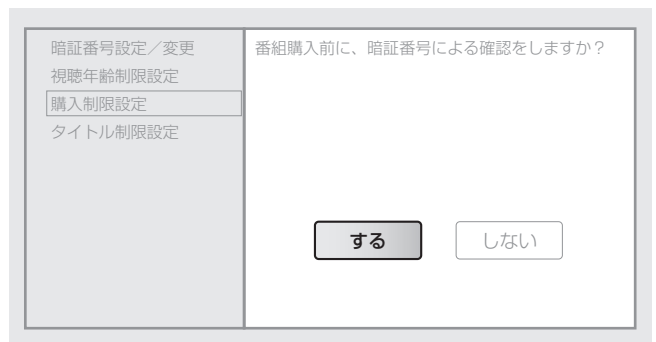 暗証番号設定／変更
視聴年齢制限設定
購入制限設定
タイトル制限設定
番組購入前に、暗証番号による確認をしますか？
する
しない